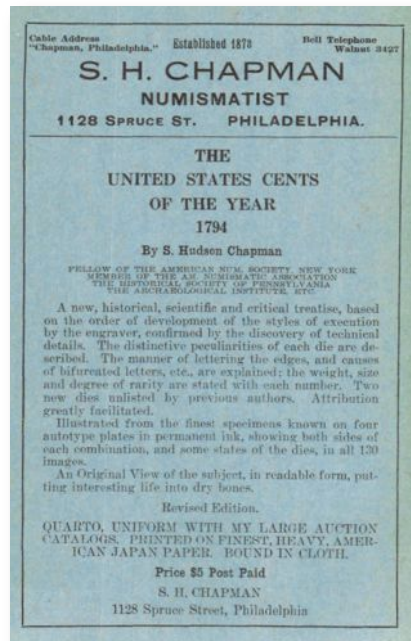 Cable Address
"Chapman, Philadelphia."
Established 1878
Bell Telephone
Walnut 3427
S. H. CHAPMAN
NUMISMATIST
1128 SPRUCE ST. PHILADELPHIA.
THE
UNITED STATES CENTS
OF THE YEAR
1794
By S. Hudson Chapman
FELLOW OF THE AMERICAN NUM. SOCIETY, NEW YORK
MEMBER OF THE AM. NUMISMATIC ASSOCIATION
THE HISTORICAL SOCIETY OF PENNSYLVANIA
THE ARCHAEOLOGICAL INSTITUTE, ETC.
A new, historical, scientific and critical treatise, based
on the order of development of the styles of execution
by the engraver, confirmed by the discovery of technical
details. The distinctive peculiarities of each die are de-
scribed. The manner of lettering the edges, and causes
of bifurcated letters, etc., are explained; the weight, size
and degree of rarity are stated with each number. Two
new dies unlisted by previous authors. Attribution
greatly facilitated.
Illustrated from the finest specimens known on four
autotype plates in permanent ink, showing both sides of
each combination, and some states of the dies, in all 130
images.
An Original View of the subject, in readable form, put-
ting interesting life into dry bones.
Revised Edition.
QUARTO, UNIFORM WITH MY LARGE AUCTION
CATALOGS. PRINTED ON FINEST, HEAVY, AMER-
ICAN JAPAN PAPER. BOUND IN CLOTH.
Price $5 Post Paid
S. H. CHAPMAN
1128 Spruce Street, Philadelphia